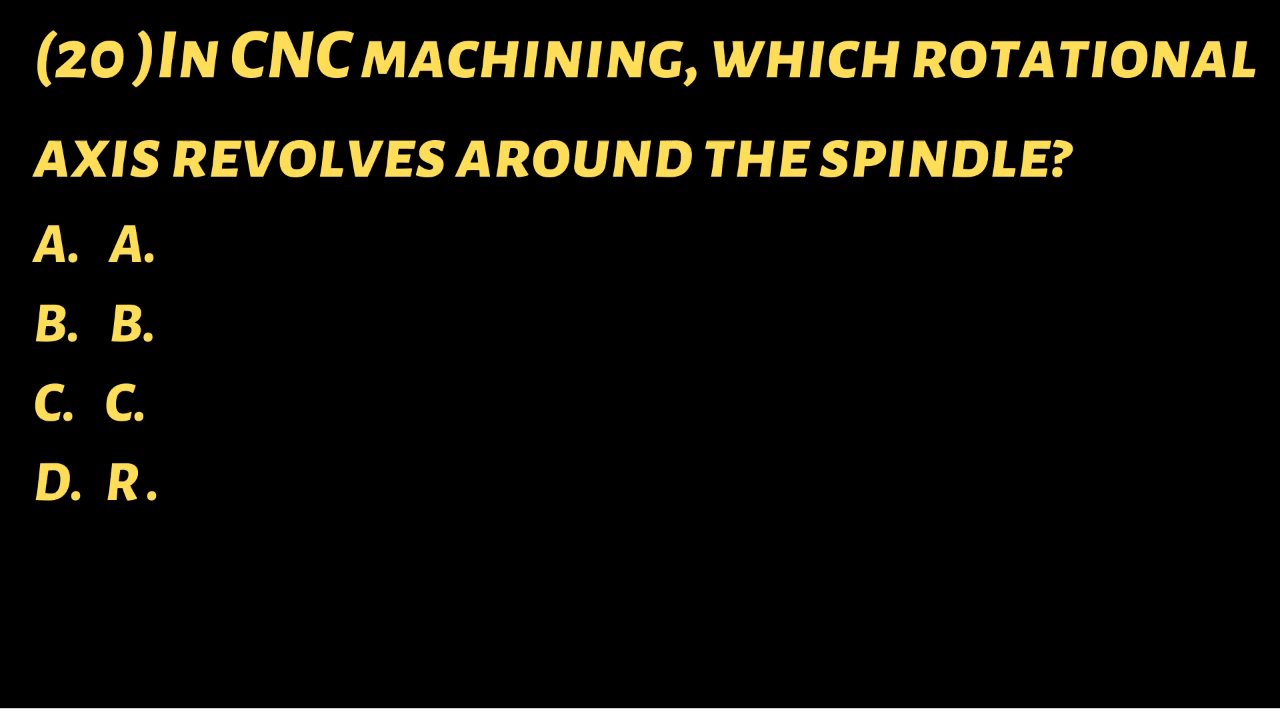 (20 )In CNC machining, which rotational
axis revolves around the spindle?
A. A.
B. B.
C. C.
D. R .